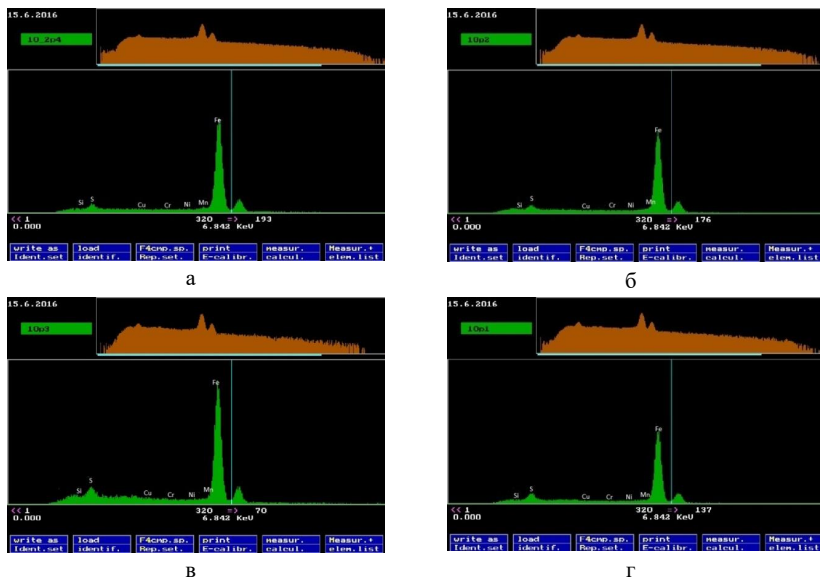 15.6.2016
10_2p4
Fe
Si S Cu Cr Ni Mn
<< 1 320 => 193
0.000 6.842 KeV
write as load F4cmp.sp. print measur. Measur.+
Ident.set identif. Rep.set. E-calibr. calcul. elem.list
а
15.6.2016
10p2
Fe
Si S Cu Cr Ni Mn
<< 1 320 => 176
0.000 6.842 KeV
write as load F4cmp.sp. print measur. Measur.+
Ident.set identif. Rep.set. E-calibr. calcul. elem.list
б
15.6.2016
10p3
Fe
Si S Cu Cr Ni Mn
<< 1 320 => 70
0.000 6.842 KeV
write as load F4cmp.sp. print measur. Measur.+
Ident.set identif. Rep.set. E-calibr. calcul. elem.list
в
15.6.2016
10p1
Fe
Si S Cu Cr Ni Mn
<< 1 320 => 137
0.000 6.842 KeV
write as load F4cmp.sp. print measur. Measur.+
Ident.set identif. Rep.set. E-calibr. calcul. elem.list
г